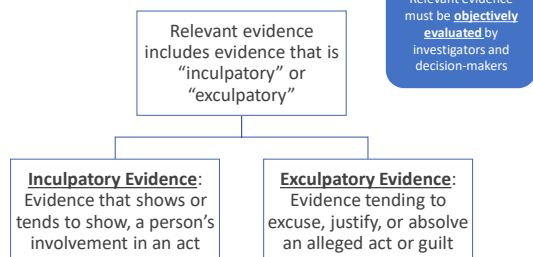 Relevant evidence
includes evidence that is
“inculpatory” or
“exculpatory”
Relevant evidence
must be objectively
evaluated by
investigators and
decision-makers
Inculpatory Evidence:
Evidence that shows or
tends to show, a person’s
involvement in an act
Exculpatory Evidence:
Evidence tending to
excuse, justify, or absolve
an alleged act or guilt